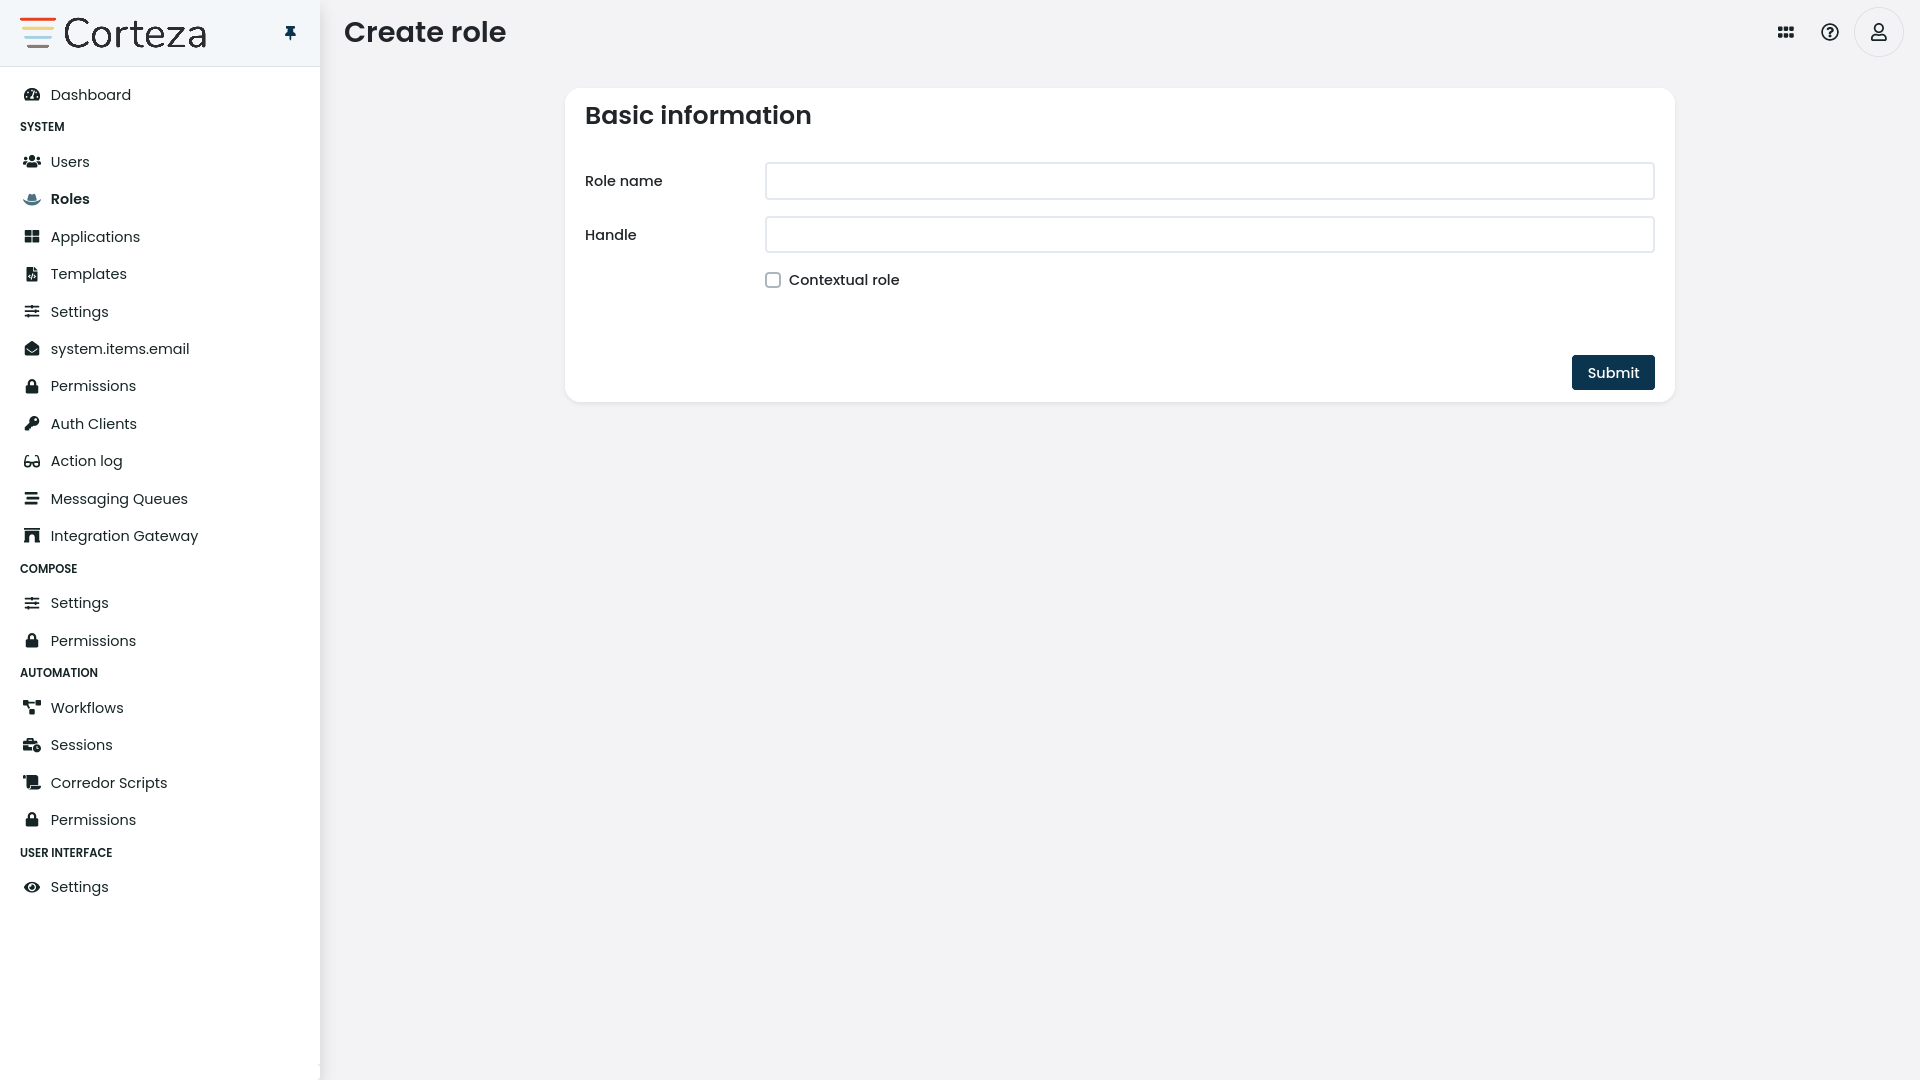 Corteza
Create role
Dashboard
SYSTEM
Users
Roles
Applications
Templates
Settings
system.items.email
Permissions
Auth Clients
Action log
Messaging Queues
Integration Gateway
COMPOSE
Settings
Permissions
AUTOMATION
Workflows
Sessions
Corredor Scripts
Permissions
USER INTERFACE
Settings
Basic information
Role name
Handle
Contextual role
Submit